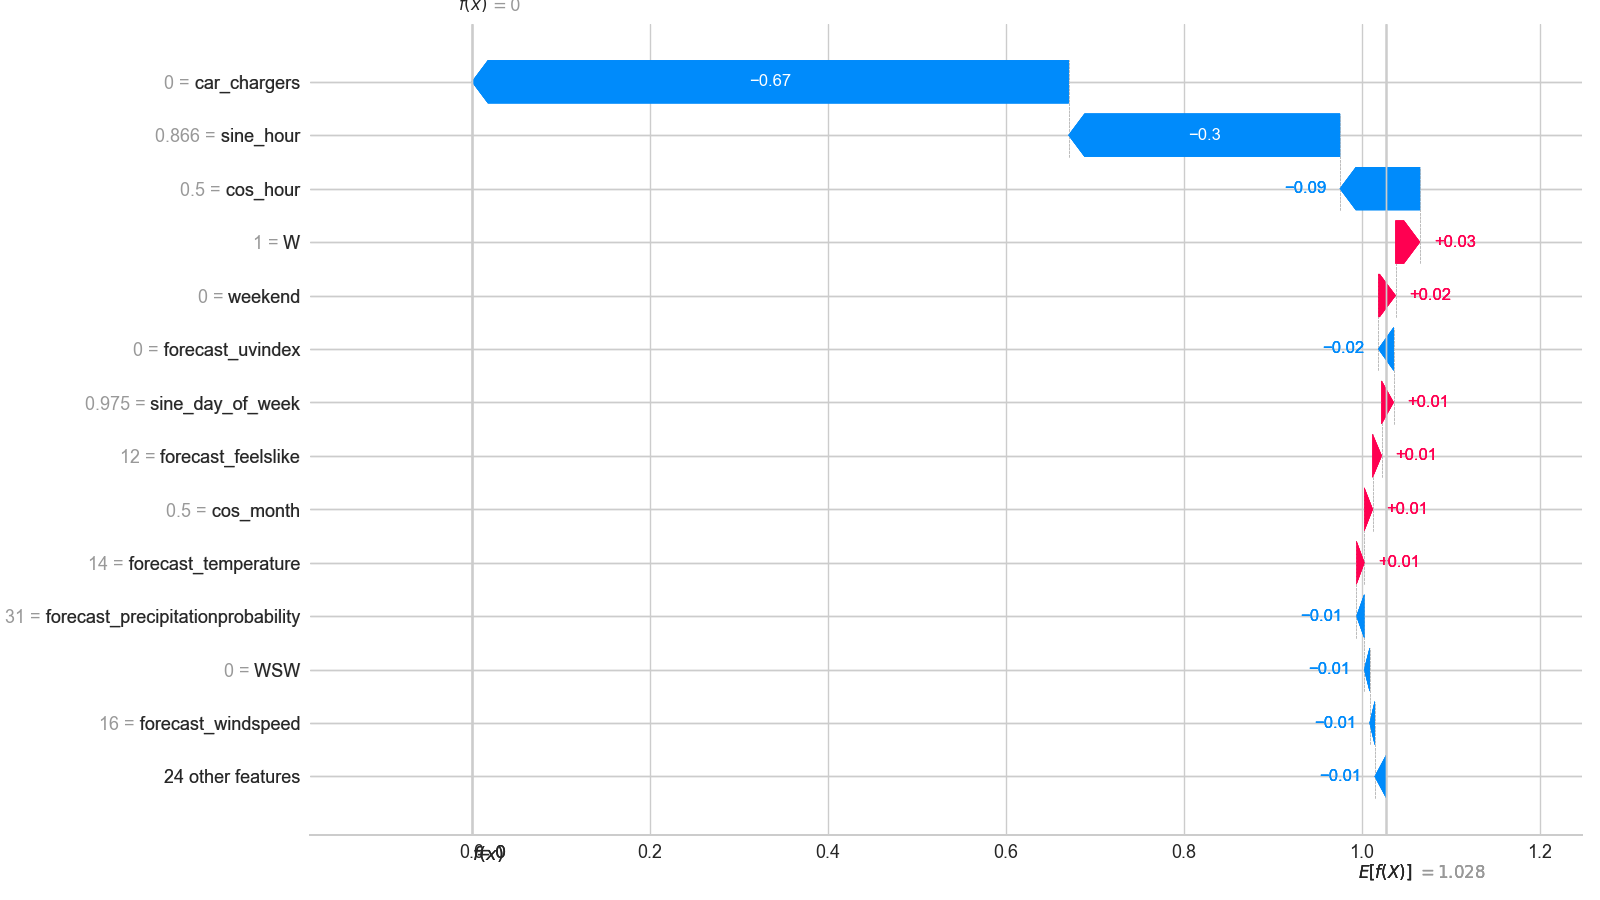 f(x) = 0
0 = car_chargers
−0.67
0.866 = sine_hour
−0.3
0.5 = cos_hour
−0.09
1 = W
+0.03
0 = weekend
+0.02
0 = forecast_uvindex
−0.02
0.975 = sine_day_of_week
+0.01
12 = forecast_feelslike
+0.01
0.5 = cos_month
+0.01
14 = forecast_temperature
+0.01
31 = forecast_precipitationprobability
−0.01
0 = WSW
−0.01
16 = forecast_windspeed
−0.01
24 other features
−0.01
f(x) 0.2 0.4 0.6 0.8 1.0 1.2
E[f(X)] = 1.028